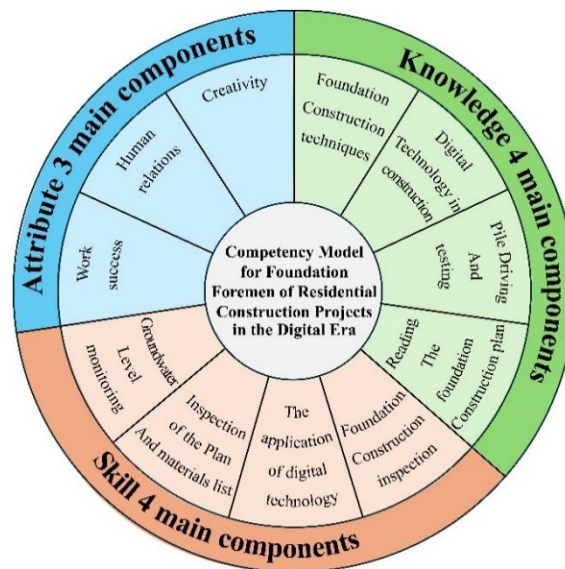 Attribute 3 main components
Knowledge 4 main components
Skill 4 main components
Creativity
Human
relations
Work
success
Foundation
Construction
techniques
Digital
Technology in
construction
Pile Driving
And
testing
Reading
The
foundation
Construction plan
Foundation
Construction
inspection
The
application
of digital
technology
Inspection
of the Plan
And materials list
Groundwater
Level
monitoring
Competency Model
for Foundation
Foremen of Residential
Construction Projects
in the Digital Era